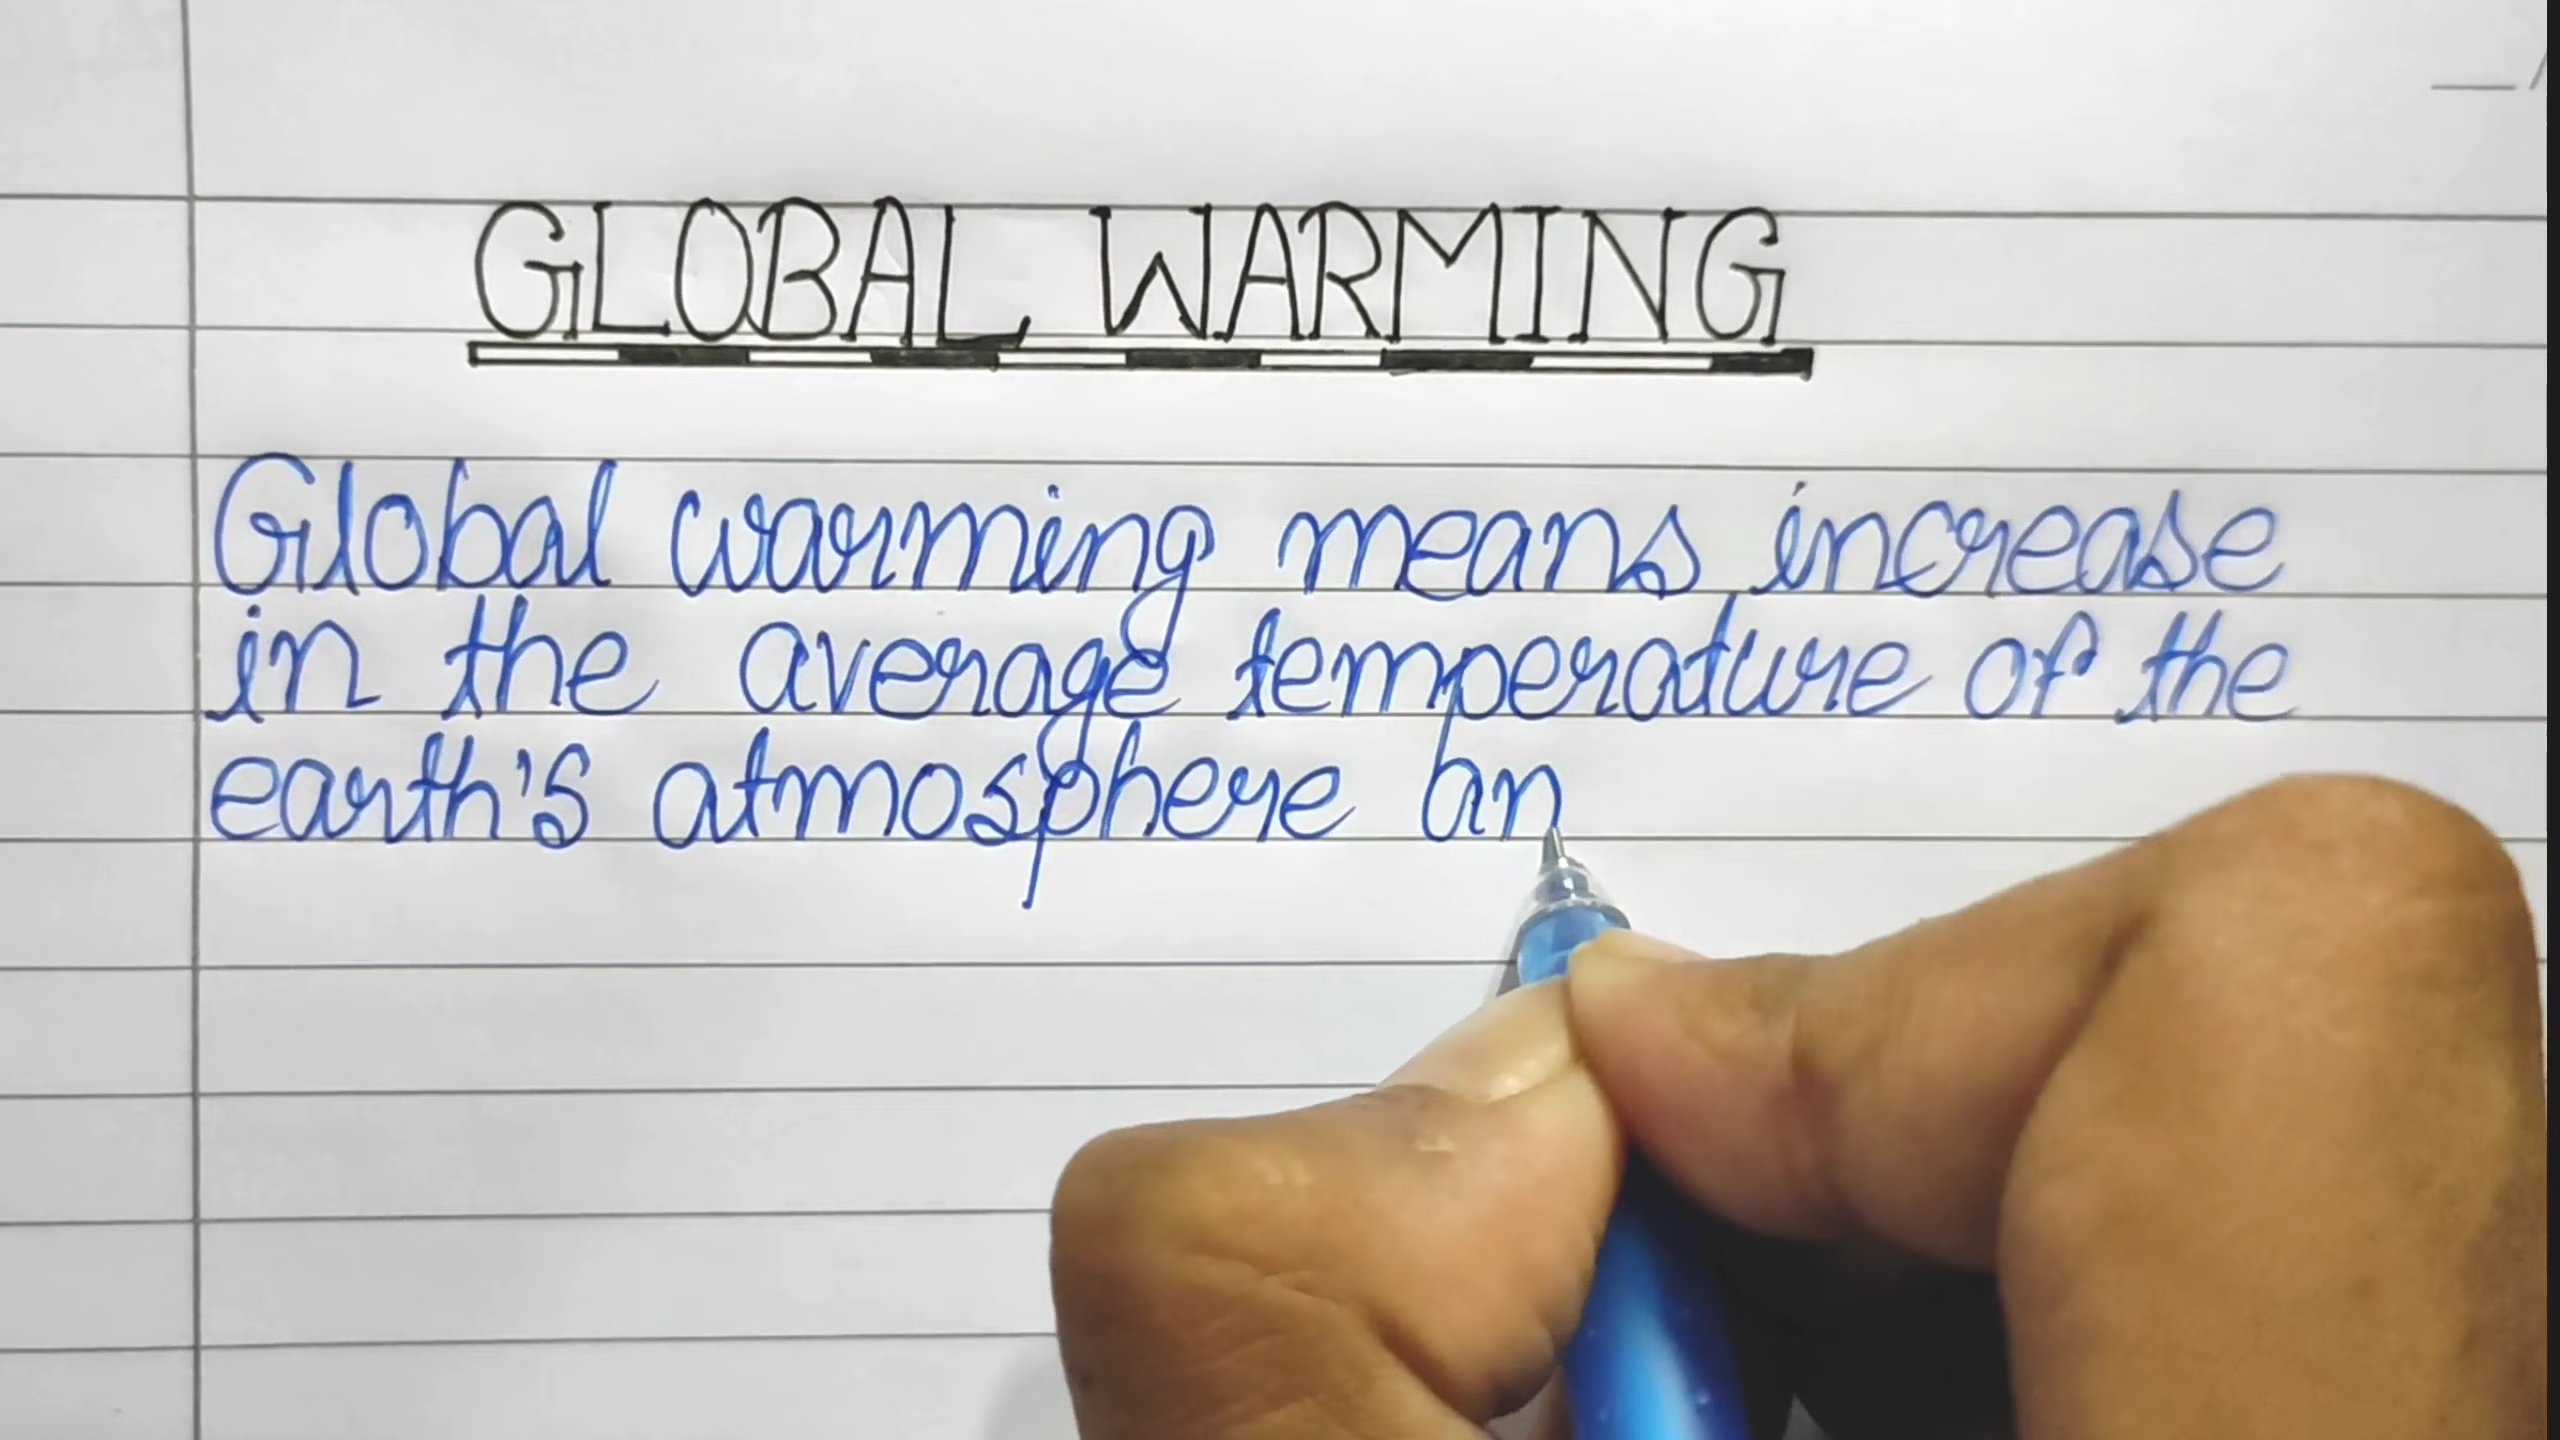 GLOBAL WARMING
Global warming means increase
in the average temperature of the
earth's atmosphere an